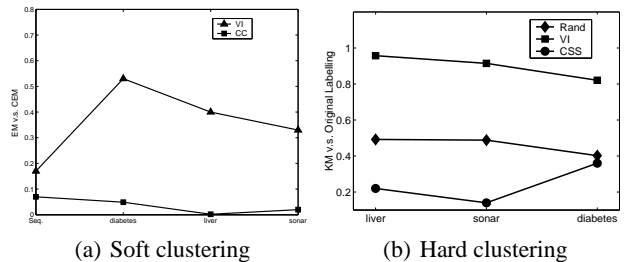 0.8
0.7
0.6
0.5
0.4
0.3
0.2
0.1
0
EM v.s. CEM
VI
CC
Seq.
diabetes
liver
sonar
(a) Soft clustering
1
0.8
0.6
0.4
0.2
KM v.s. Original Labelling
Rand
VI
CSS
liver
sonar
diabetes
(b) Hard clustering